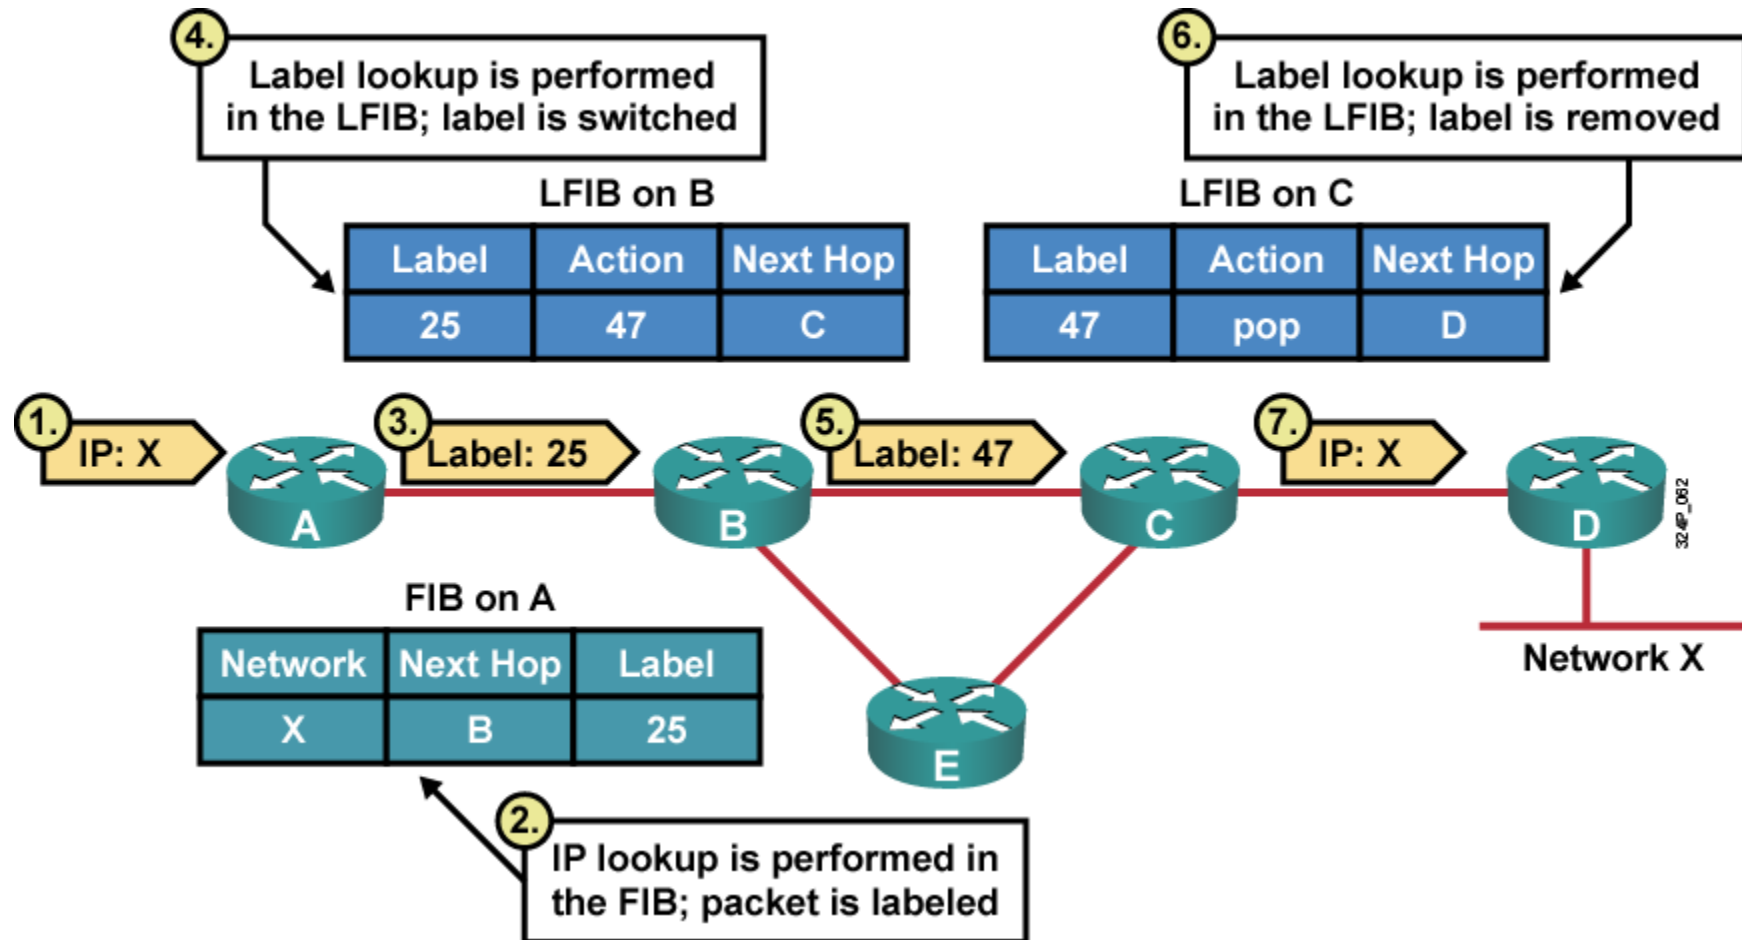 4.
Label lookup is performed
in the LFIB; label is switched
6.
Label lookup is performed
in the LFIB; label is removed
LFIB on B
Label Action Next Hop
25 47 C
LFIB on C
Label Action Next Hop
47 pop D
1.
IP: X
3.
Label: 25
5.
Label: 47
7.
IP: X
A
B
C
D
324P_062
FIB on A
Network Next Hop Label
X B 25
E
Network X
2.
IP lookup is performed in
the FIB; packet is labeled